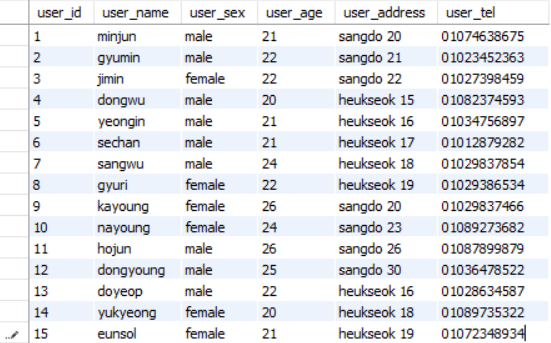 user_id user_name user_sex user_age user_address user_tel
1 minjun male 21 sangdo 20 01074638675
2 gyumin male 22 sangdo 21 01023452363
3 jimin female 22 sangdo 22 01027398459
4 dongwu male 20 heukseok 15 01082374593
5 yeongin male 21 heukseok 16 01034756897
6 sechan male 21 heukseok 17 01012879282
7 sangwu male 24 heukseok 18 01029837854
8 gyuri female 22 heukseok 19 01029386534
9 kayoung female 26 sangdo 20 01029837466
10 nayoung female 24 sangdo 23 01089273682
11 hojun male 26 sangdo 26 01087899879
12 dongyoung male 25 sangdo 30 01036478522
13 doyeop male 22 heukseok 16 01028634587
14 yukyeong female 20 heukseok 18 01089735322
15 eunsol female 21 heukseok 19 01072348934